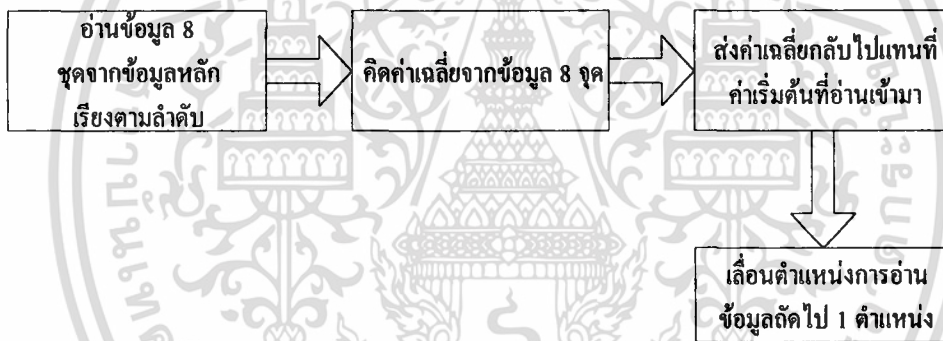 อ่านข้อมูล 8
ชุดจากข้อมูลหลัก
เรียงตามลำดับ
คิดค่าเฉลี่ยจากข้อมูล 8 จุด
ส่งค่าเฉลี่ยกลับไปแทนที่
ค่าเริ่มต้นที่อ่านเข้ามา
เลื่อนตำแหน่งการอ่าน
ข้อมูลถัดไป 1 ตำแหน่ง